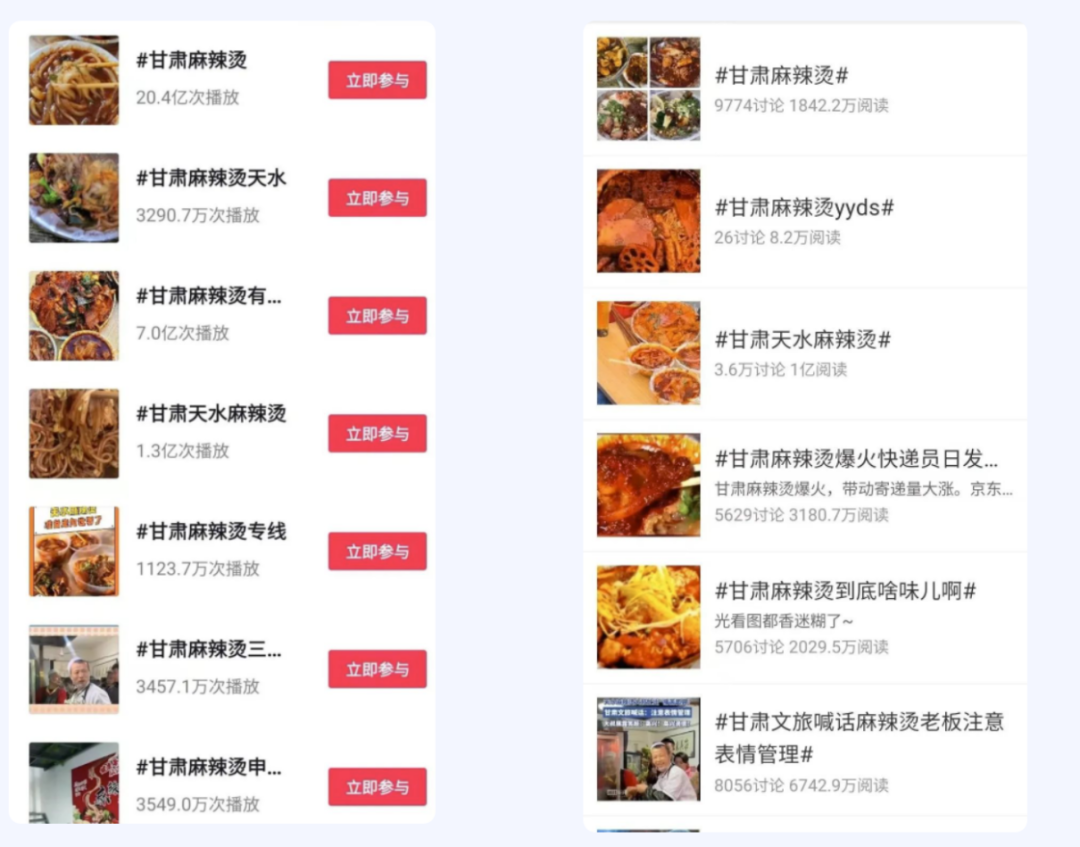 #甘肃麻辣烫
20.4亿次播放
立即参与
#甘肃麻辣烫天水
3290.7万次播放
立即参与
#甘肃麻辣烫有...
7.0亿次播放
立即参与
#甘肃天水麻辣烫
1.3亿次播放
立即参与
#甘肃麻辣烫专线
1123.7万次播放
立即参与
#甘肃麻辣烫三...
3457.1万次播放
立即参与
#甘肃麻辣烫申...
3549.0万次播放
立即参与
#甘肃麻辣烫#
9774讨论 1842.2万阅读
#甘肃麻辣烫yyds#
26讨论 8.2万阅读
#甘肃天水麻辣烫#
3.6万讨论 1亿阅读
#甘肃麻辣烫爆火快递员日发...
甘肃麻辣烫爆火，带动寄递量大涨。京东...
5629讨论 3180.7万阅读
#甘肃麻辣烫到底啥味儿啊#
光看图都香迷糊了~
5706讨论 2029.5万阅读
甘肃文旅喊话：注意表情管理
#甘肃文旅喊话麻辣烫老板注意
表情管理#
8056讨论 6742.9万阅读